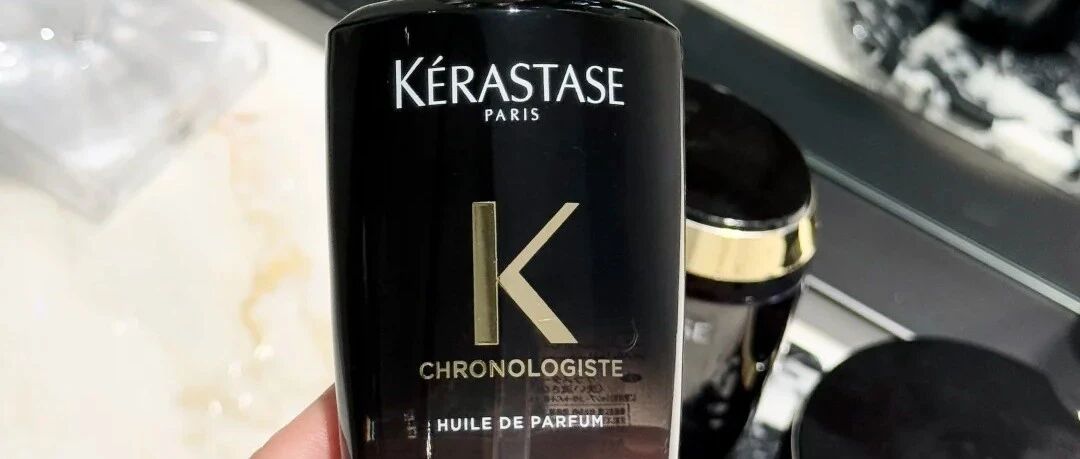 KÉRASTASE
PARIS
K
CHRONOLOGISTE
HUILE DE PARFUM